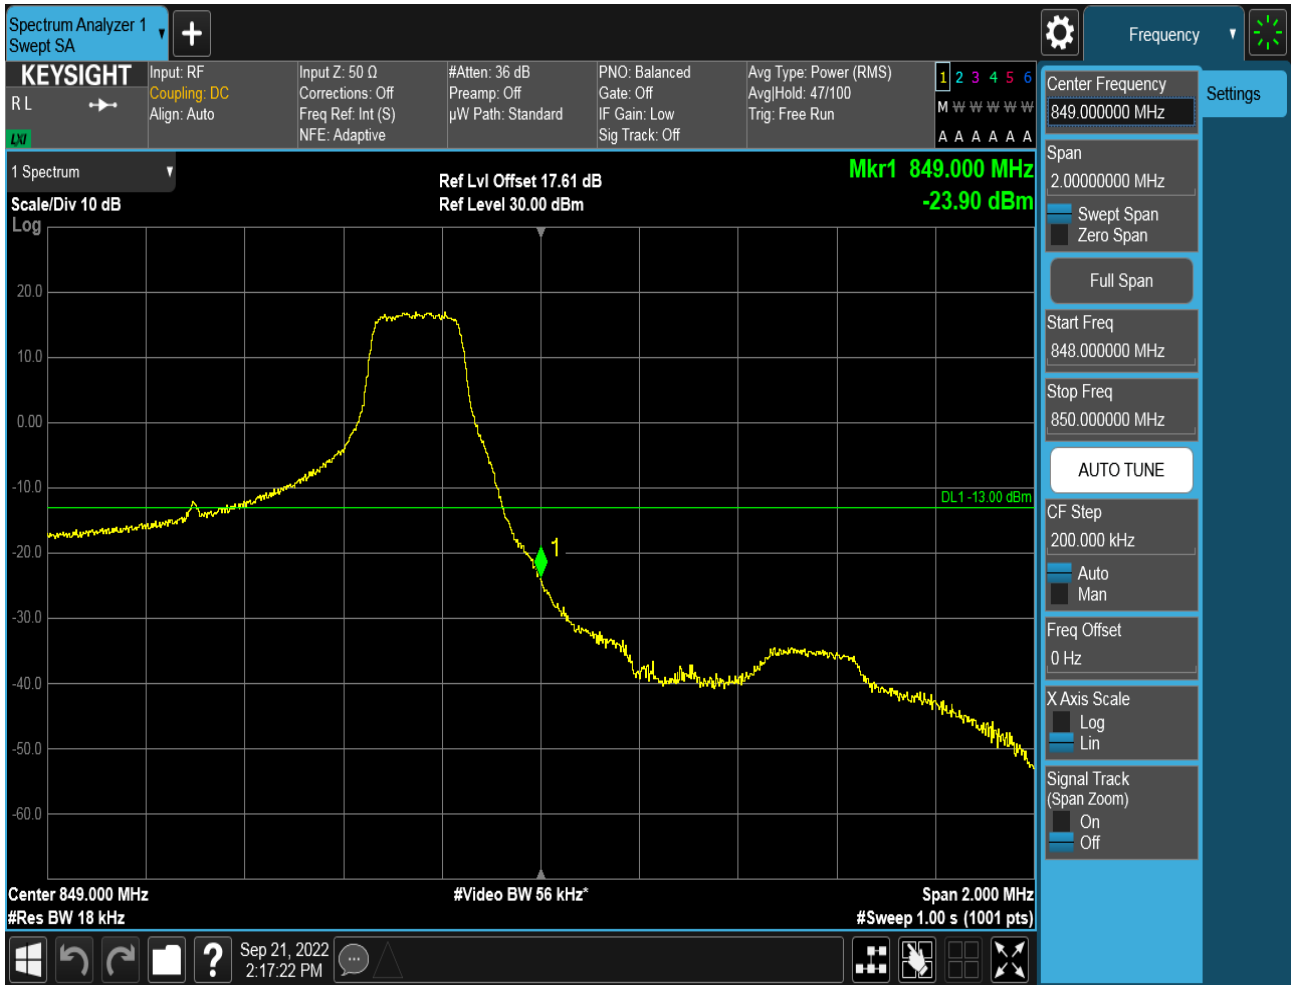 Spectrum Analyzer 1
Swept SA
Frequency
KEYSIGHT
R L
LXI
Input: RF
Coupling: DC
Align: Auto
Input Z: 50 Ω
Corrections: Off
Freq Ref: Int (S)
NFE: Adaptive
#Atten: 36 dB
Preamp: Off
µW Path: Standard
PNO: Balanced
Gate: Off
IF Gain: Low
Sig Track: Off
Avg Type: Power (RMS)
Avg|Hold: 47/100
Trig: Free Run
1 2 3 4 5 6
M W W W W W
A A A A A A
1 Spectrum
Scale/Div 10 dB
Log
Ref Lvl Offset 17.61 dB
Ref Level 30.00 dBm
Mkr1 849.000 MHz
-23.90 dBm
20.0
10.0
0.00
-10.0
-20.0
-30.0
-40.0
-50.0
-60.0
DL1 -13.00 dBm
1
Center 849.000 MHz
#Res BW 18 kHz
#Video BW 56 kHz*
Span 2.000 MHz
#Sweep 1.00 s (1001 pts)
Center Frequency
849.000000 MHz
Settings
Span
2.00000000 MHz
Swept Span
Zero Span
Full Span
Start Freq
848.000000 MHz
Stop Freq
850.000000 MHz
AUTO TUNE
CF Step
200.000 kHz
Auto
Man
Freq Offset
0 Hz
X Axis Scale
Log
Lin
Signal Track
(Span Zoom)
On
Off
?
Sep 21, 2022
2:17:22 PM